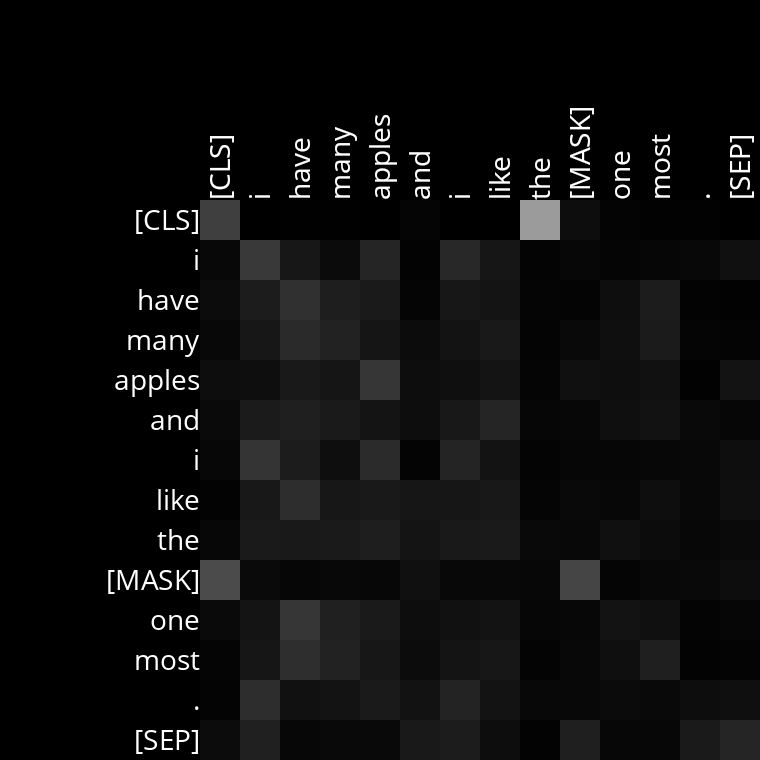 [CLS] i have many apples and i like the [MASK] one most . [SEP]
[CLS]
i
have
many
apples
and
i
like
the
[MASK]
one
most
.
[SEP]